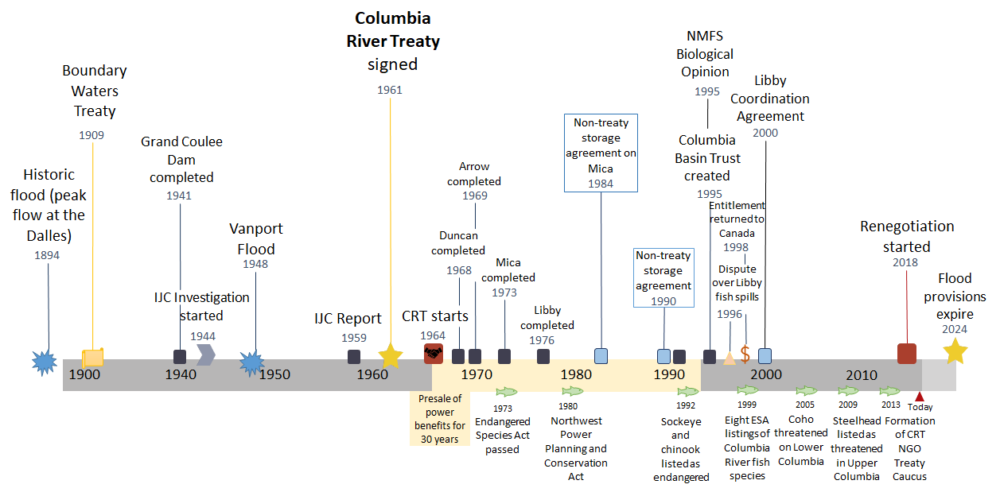 Columbia
River Treaty
signed
1961
NMFS
Biological
Opinion
1995
Boundary
Waters
Treaty
1909
Libby
Coordination
Agreement
2000
Non-treaty
storage
agreement on
Mica
1984
Grand Coulee
Dam
completed
1941
Columbia
Basin Trust
created
1995
Arrow
completed
1969
Historic
flood (peak
flow at the
Dalles)
1894
Entitlement
returned to
Canada
1998
Vanport
Flood
1948
Duncan
completed
1968
Renegotiation
started
2018
Non-treaty
storage
agreement
1990
Mica
completed
1973
Dispute
over Libby
fish spills
1996
Flood
provisions
expire
2024
IJC Investigation
started
1944
Libby
completed
1976
IJC Report
1959
CRT starts
1964
$
1900
1940
1950
1960
1970
1980
1990
2000
2010
Presale of
power
benefits for
30 years
1973
Endangered
Species Act
passed
1980
Northwest
Power
Planning and
Conservation
Act
1992
Sockeye
and
chinook
listed as
endangered
1999
Eight ESA
listings of
Columbia
River fish
species
2005
Coho
threatened
on Lower
Columbia
2009
Steelhead
listed as
threatened
in Upper
Columbia
2013
Formation
of CRT
NGO
Treaty
Caucus
Today